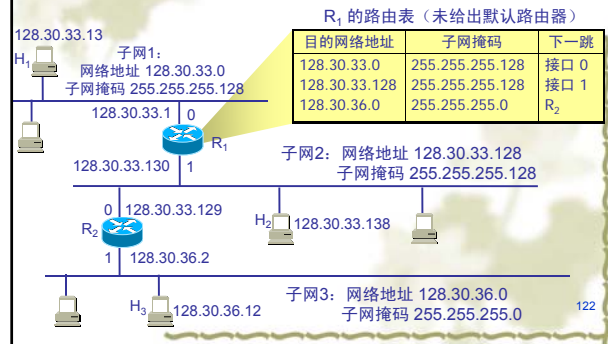 R₁ 的路由表（未给出默认路由器）
目的网络地址 子网掩码 下一跳
128.30.33.0 255.255.255.128 接口 0
128.30.33.128 255.255.255.128 接口 1
128.30.36.0 255.255.255.0 R₂
128.30.33.13
H₁
子网1：
网络地址 128.30.33.0
子网掩码 255.255.255.128
128.30.33.1 0
R₁
128.30.33.130 1
子网2：网络地址 128.30.33.128
子网掩码 255.255.255.128
0 128.30.33.129
R₂
H₂ 128.30.33.138
1 128.30.36.2
H₃ 128.30.36.12
子网3：网络地址 128.30.36.0
子网掩码 255.255.255.0
122